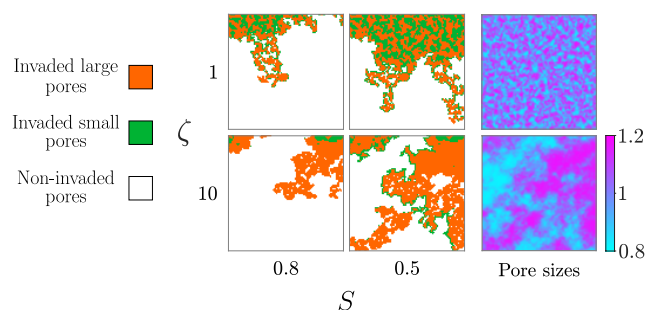 Invaded large
pores
Invaded small
pores
Non-invaded
pores
ζ
1
10
0.8
0.5
S
Pore sizes
1.2
1
0.8